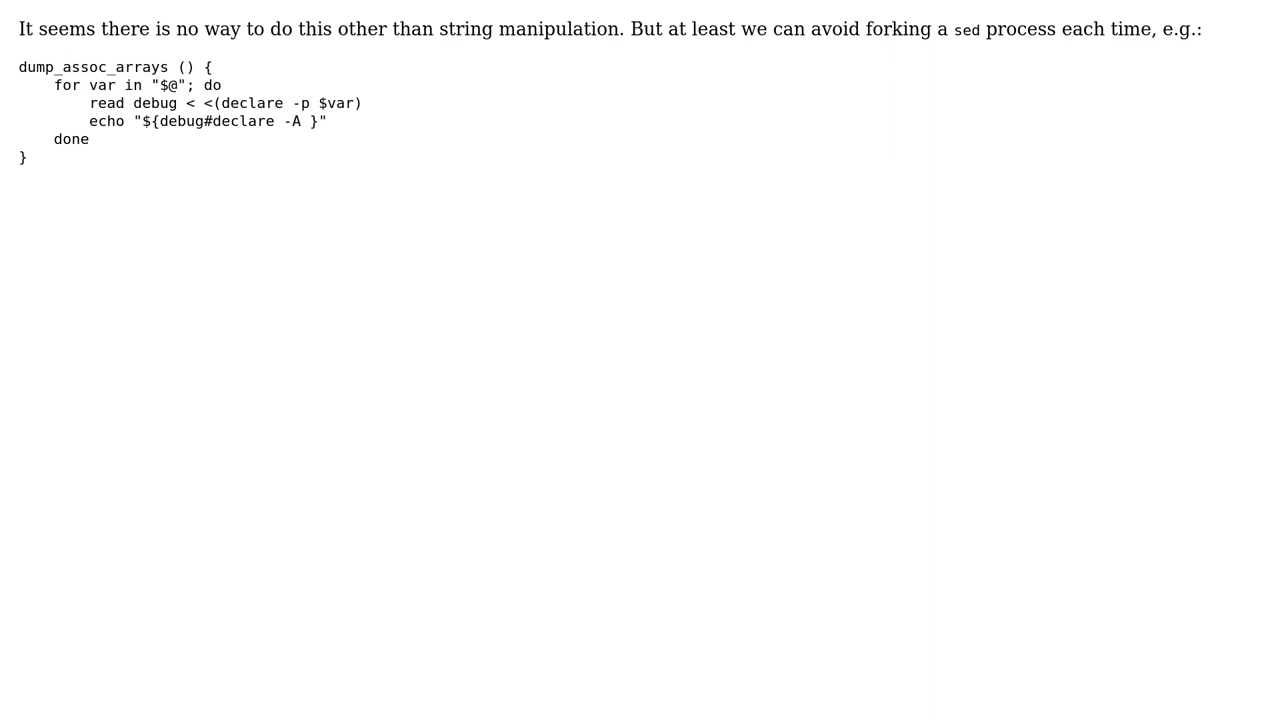 It seems there is no way to do this other than string manipulation. But at least we can avoid forking a sed process each time, e.g.:
dump_assoc_arrays () {
    for var in "$@"; do
        read debug < <(declare -p $var)
        echo "${debug#declare -A }"
    done
}